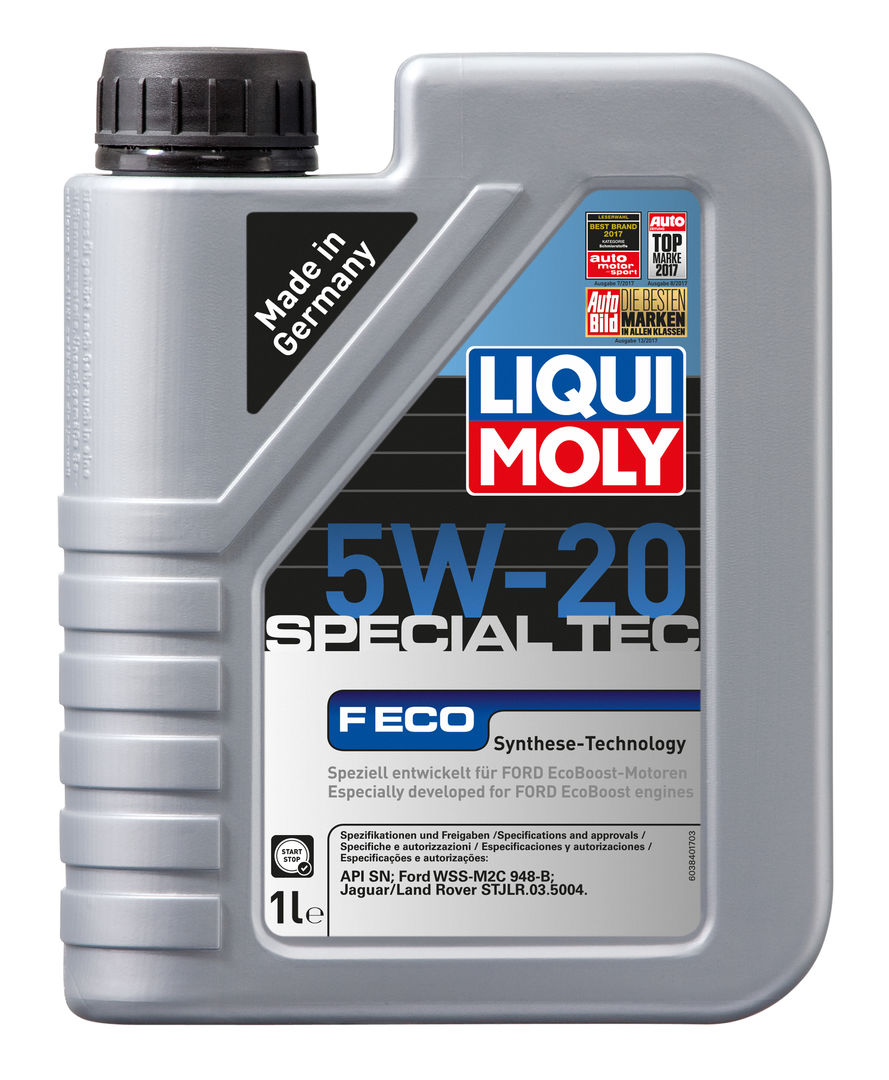 Made in
Germany
LESERWAHL
BEST BRAND
2017
KATEGORIE
Schmierstoffe
auto
motor
sport
Ausgabe 7/2017
Auto
ZEITUNG
TOP
MARKE
2017
Ausgabe 8/2017
Auto
Bild
DIE BESTEN
MARKEN
IN ALLEN KLASSEN
Ausgabe 13/2017
LIQUI
MOLY
5W-20
SPECIAL TEC
F ECO
Synthese-Technology
Speziell entwickelt für FORD EcoBoost-Motoren
Especially developed for FORD EcoBoost engines
START
STOP
1L e
Spezifikationen und Freigaben /Specifications and approvals /
Specifiche e autorizzazioni / Especificaciones y autorizaciones /
Especificações e autorizações:
API SN; Ford WSS-M2C 948-B;
Jaguar/Land Rover STJLR.03.5004.
6038401703